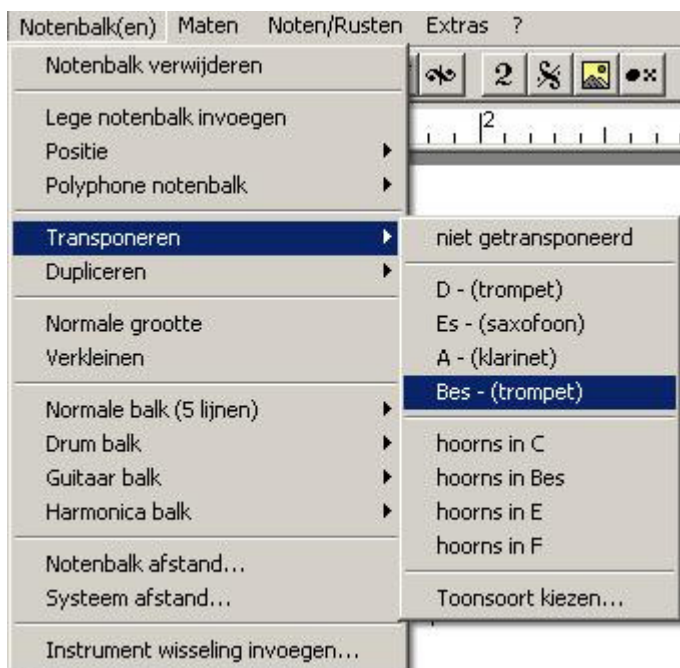 Notenbalk(en) Maten Noten/Rusten Extras ?
Notenbalk verwijderen
2
2
Lege notenbalk invoegen
Positie
Polyphone notenbalk
Transponeren
Dupliceren
Normale grootte
Verkleinen
Normale balk (5 lijnen)
Drum balk
Guitaar balk
Harmonica balk
Notenbalk afstand...
Systeem afstand...
Instrument wisseling invoegen...
niet getransponeerd
D - (trompet)
Es - (saxofoon)
A - (klarinet)
Bes - (trompet)
hoorns in C
hoorns in Bes
hoorns in E
hoorns in F
Toonsoort kiezen...